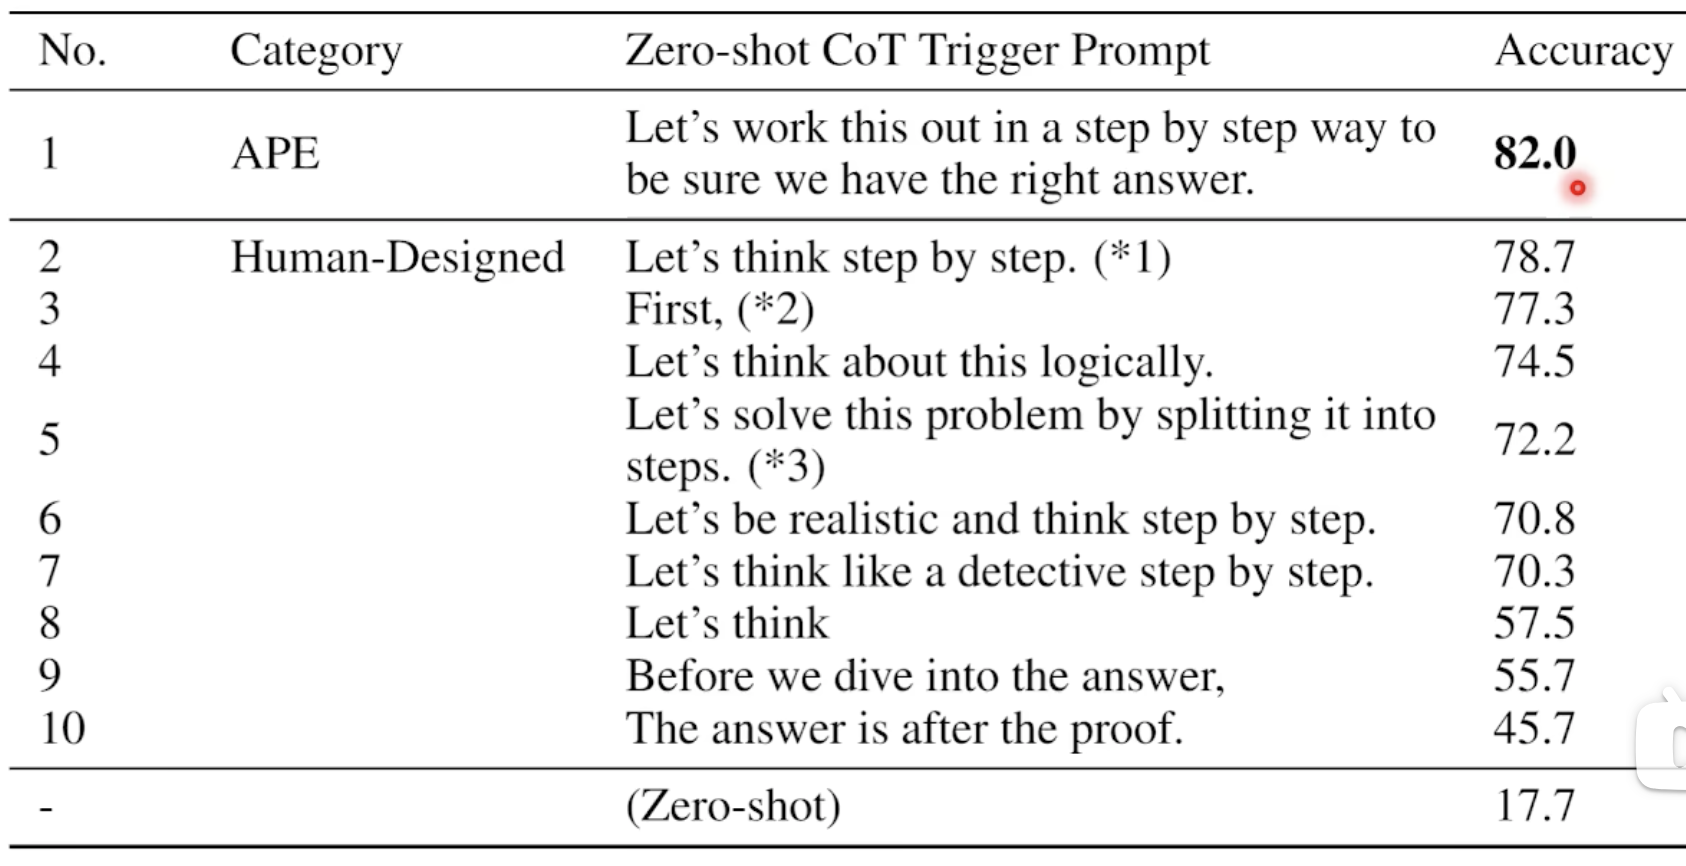 No. Category Zero-shot CoT Trigger Prompt Accuracy
1 APE Let’s work this out in a step by step way to
be sure we have the right answer. 82.0
2 Human-Designed Let’s think step by step. (*1) 78.7
3 First, (*2) 77.3
4 Let’s think about this logically. 74.5
5 Let’s solve this problem by splitting it into
steps. (*3) 72.2
6 Let’s be realistic and think step by step. 70.8
7 Let’s think like a detective step by step. 70.3
8 Let’s think 57.5
9 Before we dive into the answer, 55.7
10 The answer is after the proof. 45.7
- (Zero-shot) 17.7